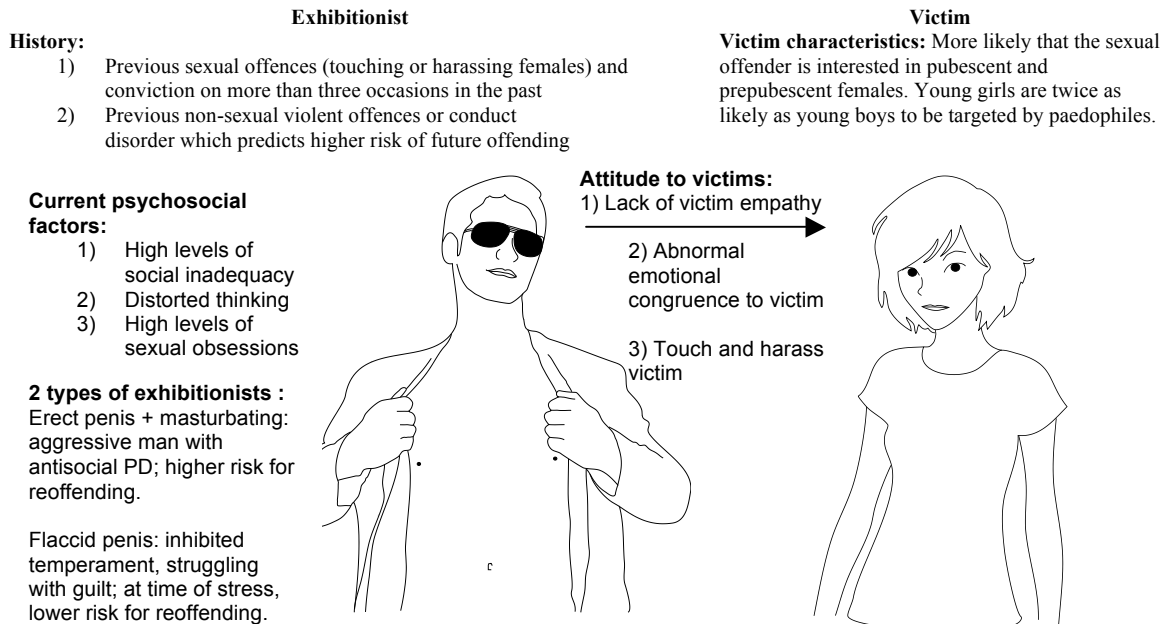 Exhibitionist
History:
1) Previous sexual offences (touching or harassing females) and
conviction on more than three occasions in the past
2) Previous non-sexual violent offences or conduct
disorder which predicts higher risk of future offending
Victim
Victim characteristics: More likely that the sexual
offender is interested in pubescent and
prepubescent females. Young girls are twice as
likely as young boys to be targeted by paedophiles.
Current psychosocial
factors:
1) High levels of
social inadequacy
2) Distorted thinking
3) High levels of
sexual obsessions
2 types of exhibitionists :
Erect penis + masturbating:
aggressive man with
antisocial PD; higher risk for
reoffending.
Flaccid penis: inhibited
temperament, struggling
with guilt; at time of stress,
lower risk for reoffending.
Attitude to victims:
1) Lack of victim empathy
2) Abnormal
emotional
congruence to victim
3) Touch and harass
victim